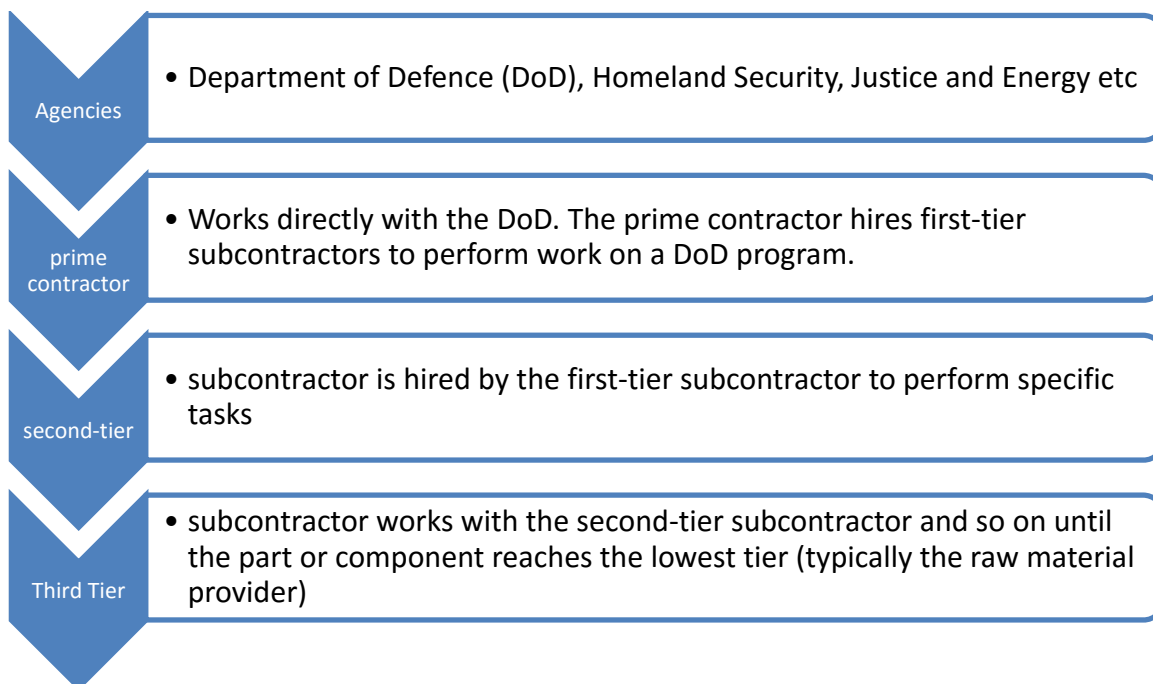 Agencies
• Department of Defence (DoD), Homeland Security, Justice and Energy etc
prime
contractor
• Works directly with the DoD. The prime contractor hires first-tier
subcontractors to perform work on a DoD program.
second-tier
• subcontractor is hired by the first-tier subcontractor to perform specific
tasks
Third Tier
• subcontractor works with the second-tier subcontractor and so on until
the part or component reaches the lowest tier (typically the raw material
provider)